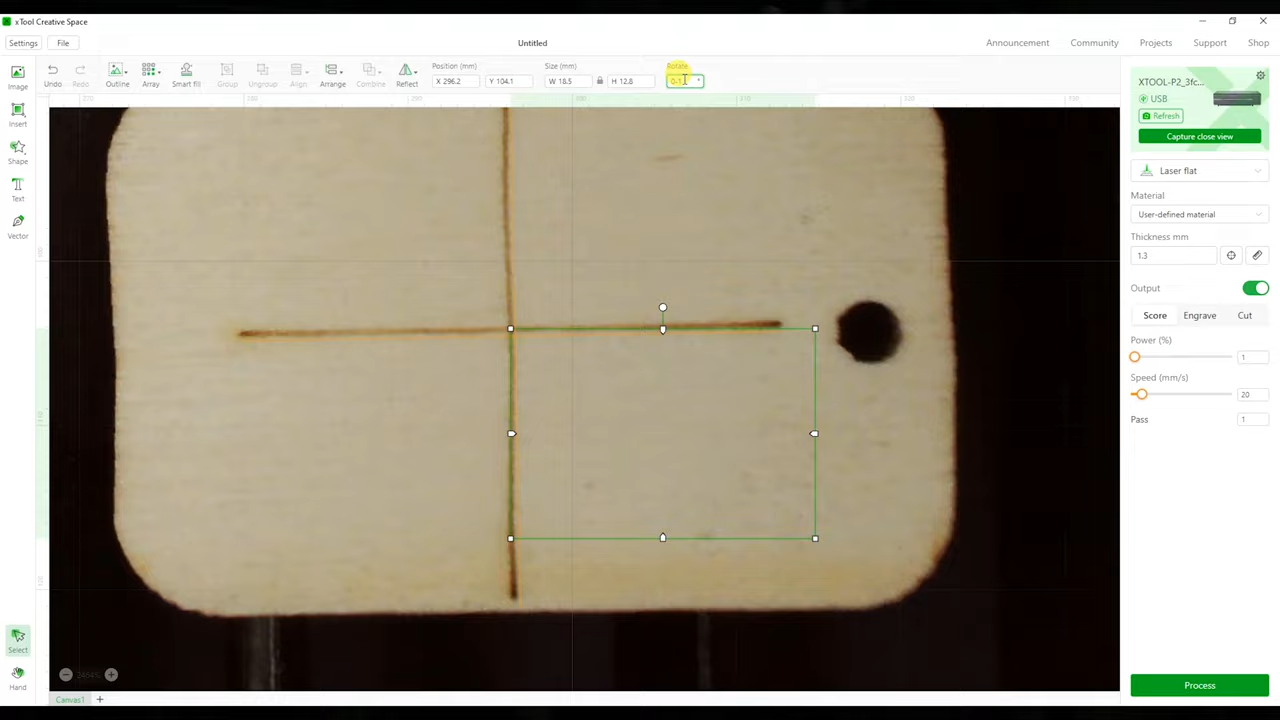 xTool Creative Space
Settings File Untitled Announcement Community Projects Support Shop
Image
Insert
Shape
Text
Vector
Select
Hand
Undo Redo Outline Array Smart fill Group Ungroup Align Arrange Combine Reflect
Position (mm) Size (mm) Rotate
X 296.2 Y 104.1 W 18.5 H 12.8
XTOOL-P2_3fc...
USB
Refresh
Capture close view
Laser flat
Material
User-defined material
Thickness mm
1.3
Output
Score Engrave Cut
Power (%)
1
Speed (mm/s)
20
Pass 1
Process
Canvas1 +